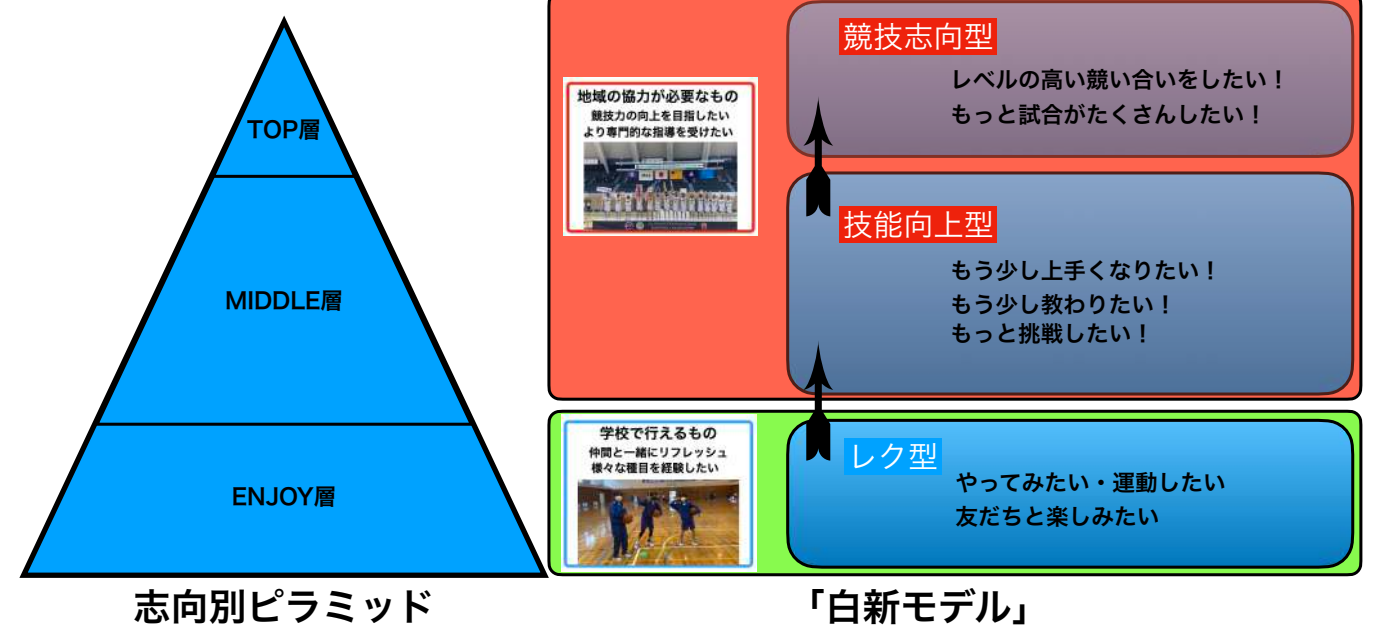 TOP層
MIDDLE層
ENJOY層
志向別ピラミッド
地域の協力が必要なもの
競技力の向上を目指したい
より専門的な指導を受けたい
競技志向型
レベルの高い競い合いをしたい！
もっと試合がたくさんしたい！
技能向上型
もう少し上手くなりたい！
もう少し教わりたい！
もっと挑戦したい！
学校で行えるもの
仲間と一緒にリフレッシュ
様々な種目を経験したい
レク型
やってみたい・運動したい
友だちと楽しみたい
「白新モデル」